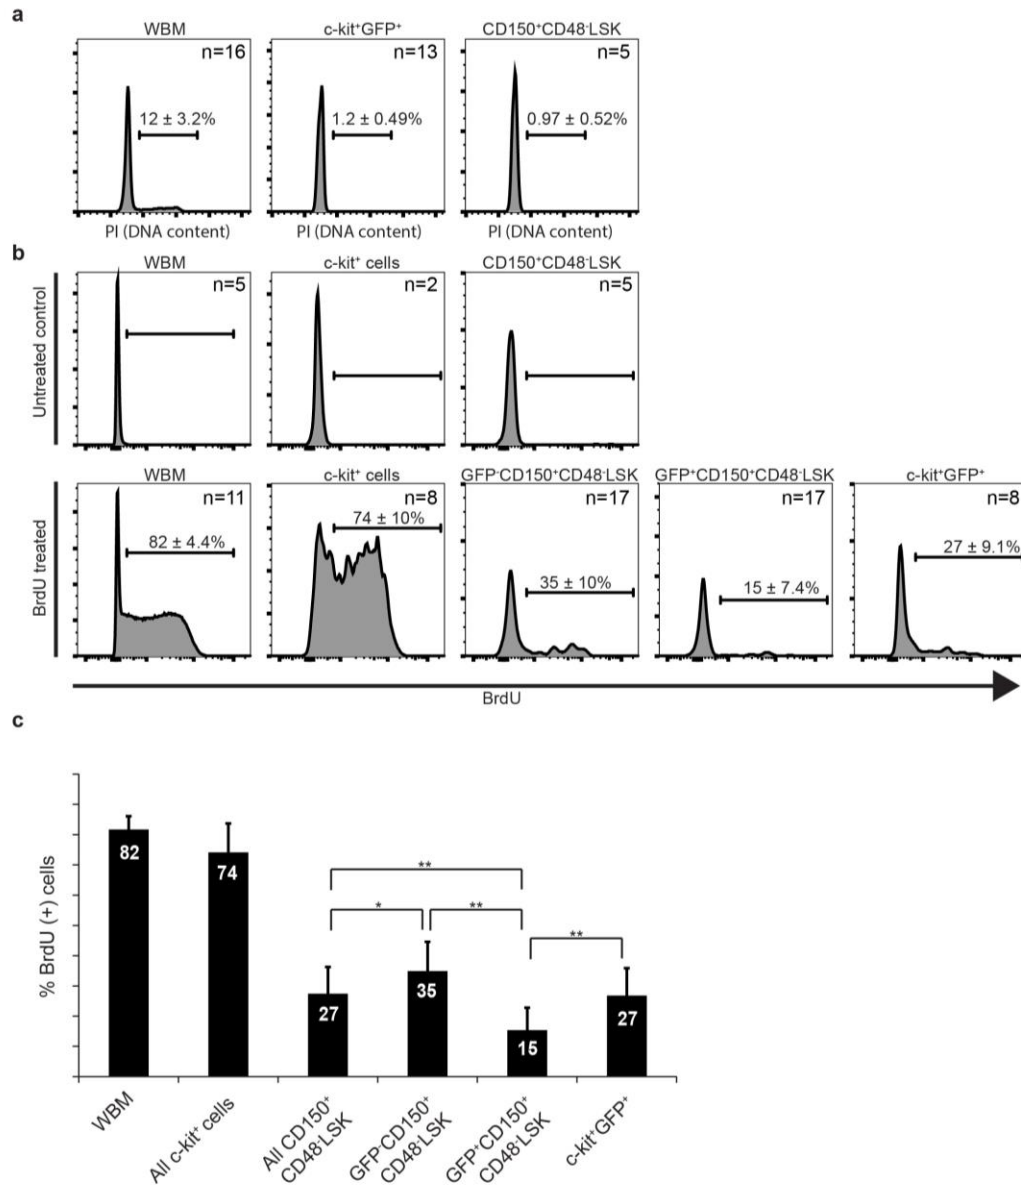 a
WBM
n=16
12 ± 3.2%
PI (DNA content)
c-kit⁺GFP⁺
n=13
1.2 ± 0.49%
PI (DNA content)
CD150⁺CD48⁻LSK
n=5
0.97 ± 0.52%
PI (DNA content)
b
Untreated control
WBM
n=5
c-kit⁺ cells
n=2
CD150⁺CD48⁻LSK
n=5
BrdU treated
WBM
n=11
82 ± 4.4%
c-kit⁺ cells
n=8
74 ± 10%
GFP⁻CD150⁺CD48⁻LSK
n=17
35 ± 10%
GFP⁺CD150⁺CD48⁻LSK
n=17
15 ± 7.4%
c-kit⁺GFP⁺
n=8
27 ± 9.1%
BrdU
c
% BrdU (+) cells
**
*
**
**
82
74
27
35
15
27
WBM
All c-kit⁺ cells
All CD150⁺
CD48⁻LSK
GFP⁻CD150⁺
CD48⁻LSK
GFP⁺CD150⁺
CD48⁻LSK
c-kit⁺GFP⁺